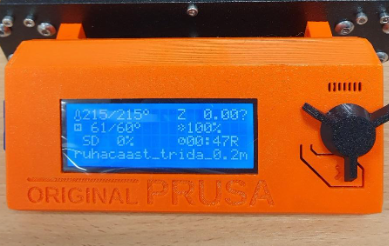 215/215° Z 0.00?
61/60° 100%
SD 0% 00:47R
ruhacaast_trida_0.2m
ORIGINAL PRUSA